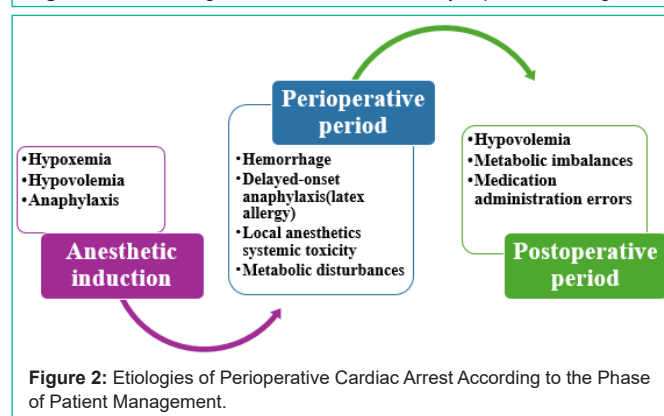 •Hypoxemia
•Hypovolemia
•Anaphylaxis
Anesthetic
induction
Perioperative
period
•Hemorrhage
•Delayed-onset
anaphylaxis(latex
allergy)
•Local anesthetics
systemic toxicity
•Metabolic disturbances
•Hypovolemia
•Metabolic imbalances
•Medication
administration errors
Postoperative
period
Figure 2: Etiologies of Perioperative Cardiac Arrest According to the Phase
of Patient Management.